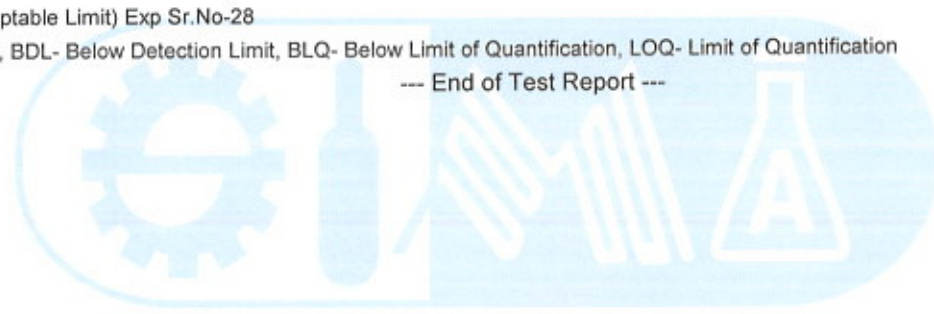 ptable Limit) Exp Sr.No-28
, BDL- Below Detection Limit, BLQ- Below Limit of Quantification, LOQ- Limit of Quantification
--- End of Test Report ---